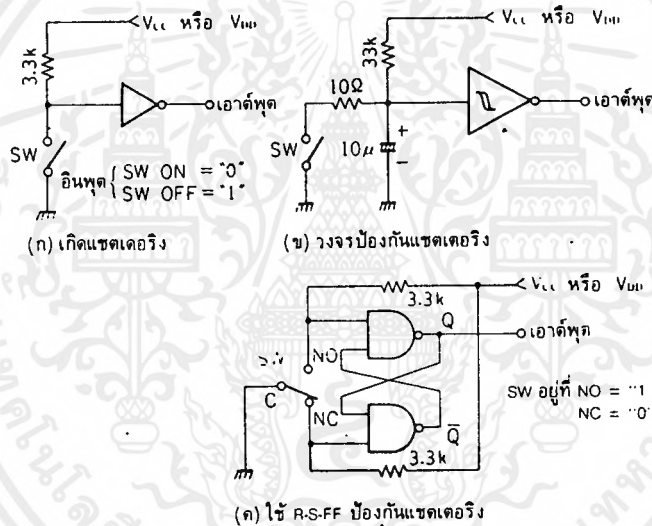 Vcc หรือ VDD
3.3k
เอาต์พุต
SW
อินพุต { SW ON = "0"
SW OFF = "1"
(ก) เกิดแชตเตอริง
Vcc หรือ VDD
33k
10Ω
เอาต์พุต
SW
+
10μ
−
(ข) วงจรป้องกันแชตเตอริง
Vcc หรือ VDD
3.3k
Q
เอาต์พุต
SW
NO
C
NC
Q̅
3.3k
SW อยู่ที่ NO = "1
NC = "0"
(ค) ใช้ R-S-FF ป้องกันแชตเตอริง